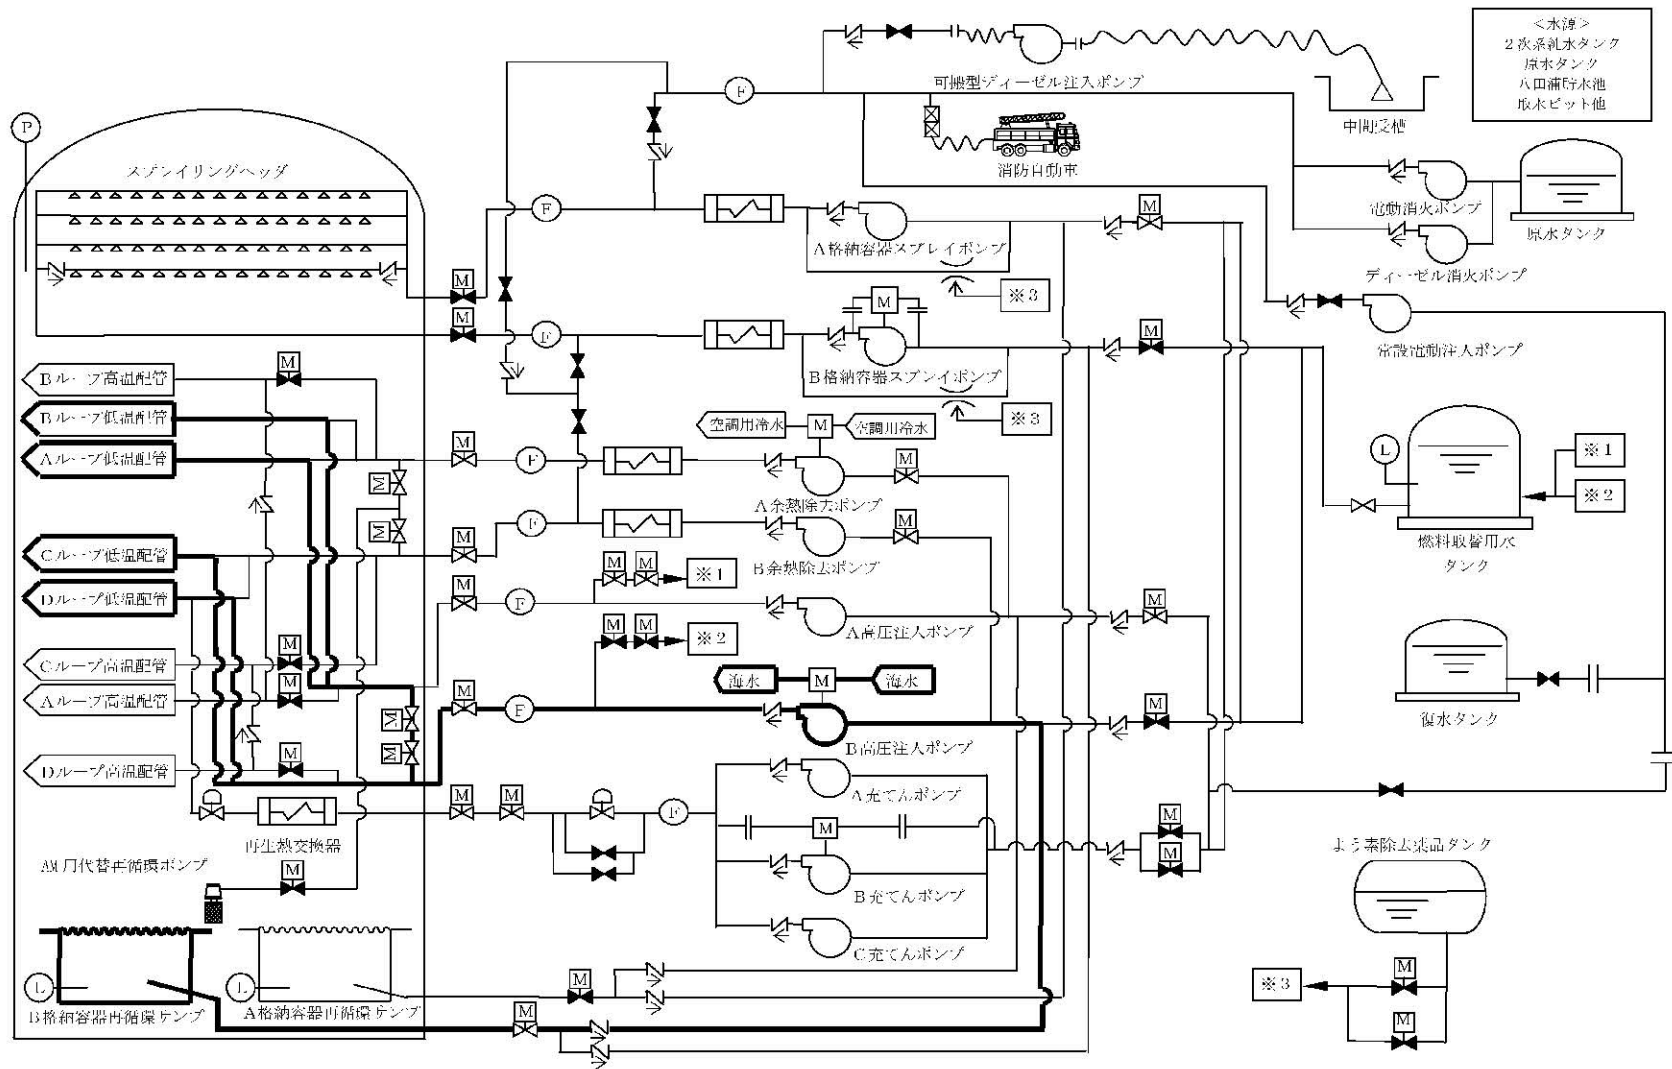 <水源>
2次系純水タンク
原水タンク
八田浦貯水池
取水ピット他
可搬型ディーゼル注入ポンプ
中間受槽
F
P
消防自動車
スプレイリングヘッダ
M
電動消火ポンプ
原水タンク
F
A格納容器スプレイポンプ
ディーゼル消火ポンプ
M
※3
M
M
M
F
B格納容器スプレイポンプ
常設電動注入ポンプ
Bループ高温配管
M
※3
Bループ低温配管
空調用冷水
M
空調用冷水
Aループ低温配管
M
F
M
L
※1
M
A余熱除去ポンプ
※2
M
F
M
燃料取替用水
タンク
Cループ低温配管
M
B余熱除去ポンプ
M
M
※1
Dループ低温配管
M
F
M
A高圧注入ポンプ
M
M
※2
Cループ高温配管
M
海水
M
海水
Aループ高温配管
M
M
F
M
復水タンク
M
B高圧注入ポンプ
M
Dループ高温配管
M
A充てんポンプ
M
M
F
M
M
再生熱交換器
M
よう素除去薬品タンク
AM用代替再循環ポンプ
M
B充てんポンプ
C充てんポンプ
M
M
L
L
※3
B格納容器再循環サンプ
A格納容器再循環サンプ
M
M